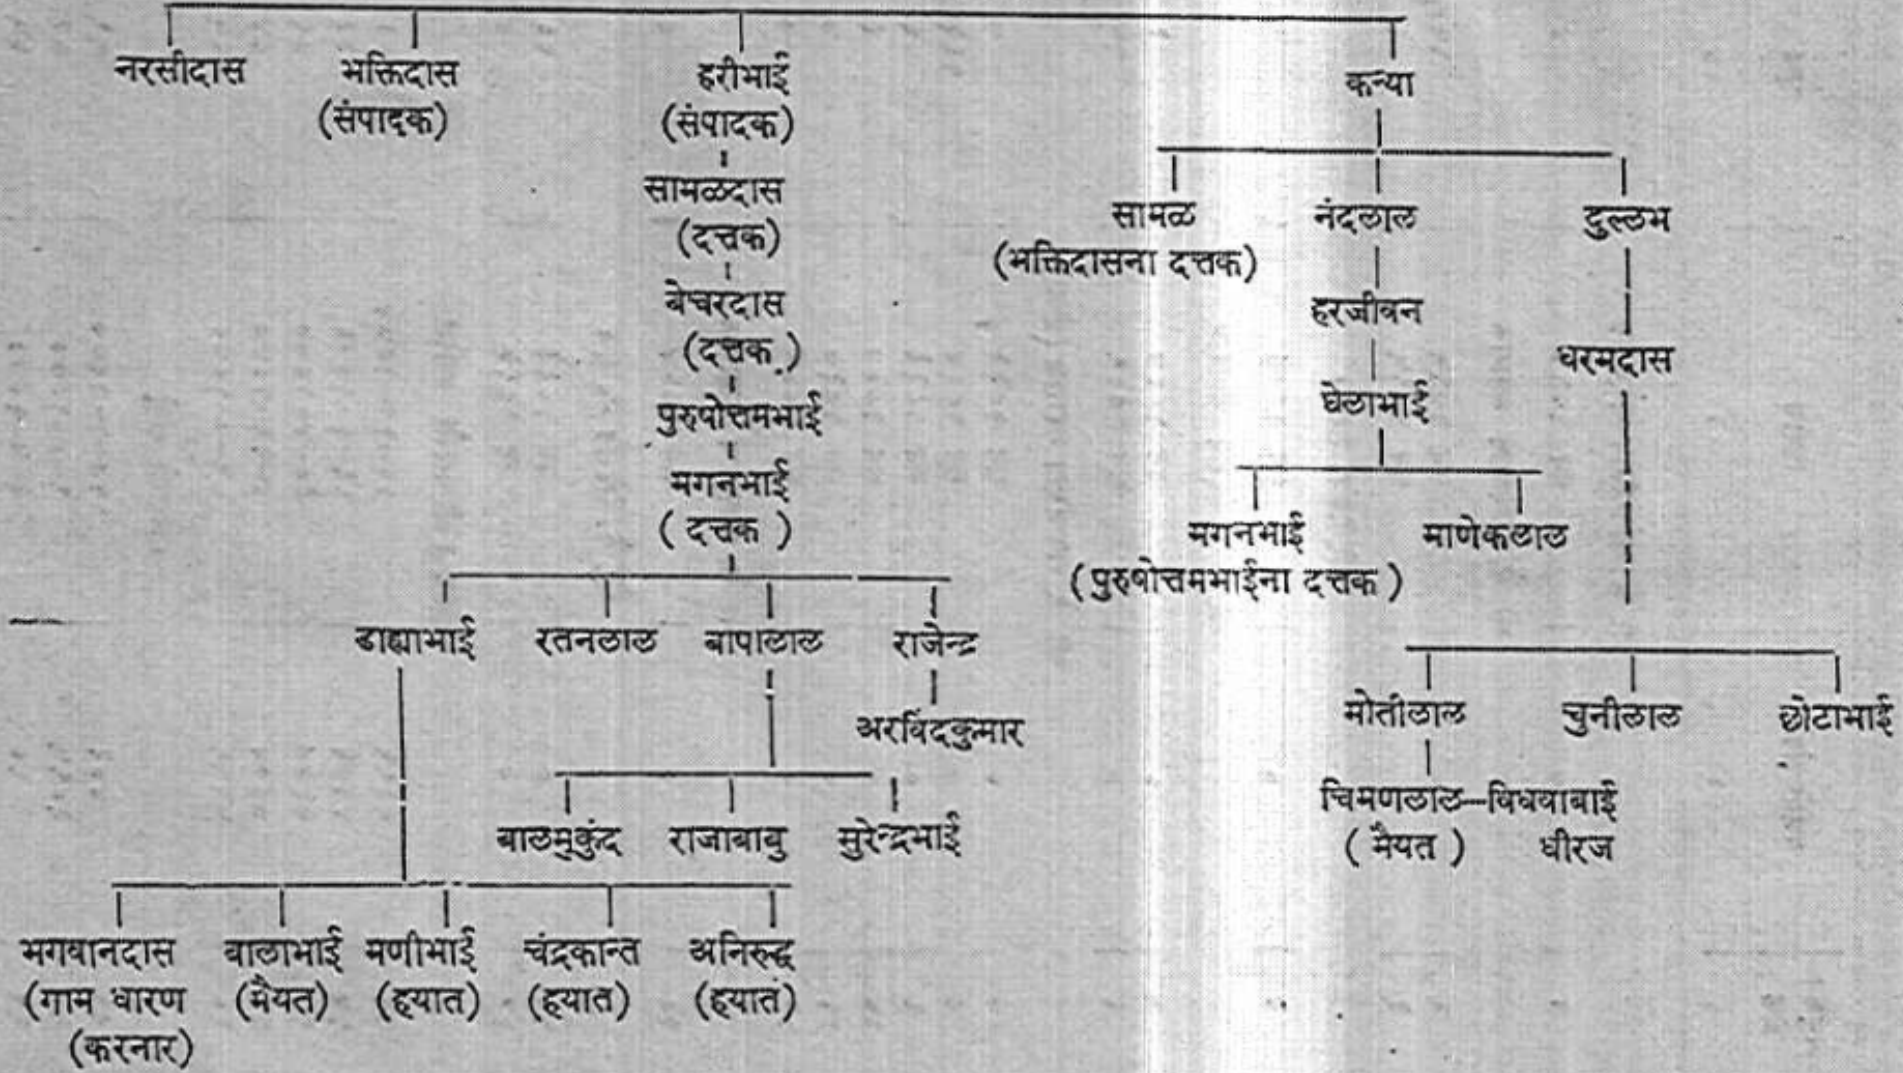 नरसीदास भक्तिदास हरीभाई कन्या
(संपादक) (संपादक)
सामळदास
(दत्तक)
सामळ नंदलाल दुल्लभ
(भक्तिदासना दत्तक)
बेचरदास
(दत्तक)
हरजीवन
धरमदास
पुरुषोत्तमभाई
घेलाभाई
मगनभाई
(दत्तक)
मगनभाई माणेकलाल
(पुरुषोत्तमभाईना दत्तक)
डाह्याभाई रतनलाल बापालाल राजेन्द्र
अरविंदकुमार
मोतीलाल चुनीलाल छोटाभाई
चिमणलाल—विधवाबाई
(मैयत) धीरज
बालमुकुंद राजाबाबु सुरेन्द्रभाई
भगवानदास बालाभाई मणीभाई चंद्रकान्त अनिरुद्ध
(गाम धारण (मैयत) (हयात) (हयात) (हयात)
(करनार)